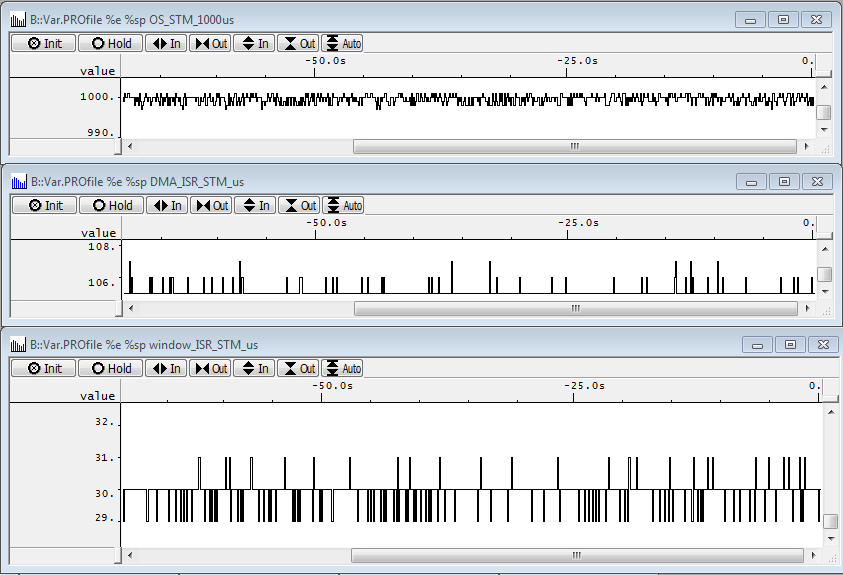 B::Var.PROfile %e %sp OS_STM_1000us
Init Hold In Out In Out Auto
-50.0s -25.0s 0.
value
1000.
990.
B::Var.PROfile %e %sp DMA_ISR_STM_us
Init Hold In Out In Out Auto
-50.0s -25.0s 0.
value
108.
106.
B::Var.PROfile %e %sp window_ISR_STM_us
Init Hold In Out In Out Auto
-50.0s -25.0s 0.
value
32.
31.
30.
29.